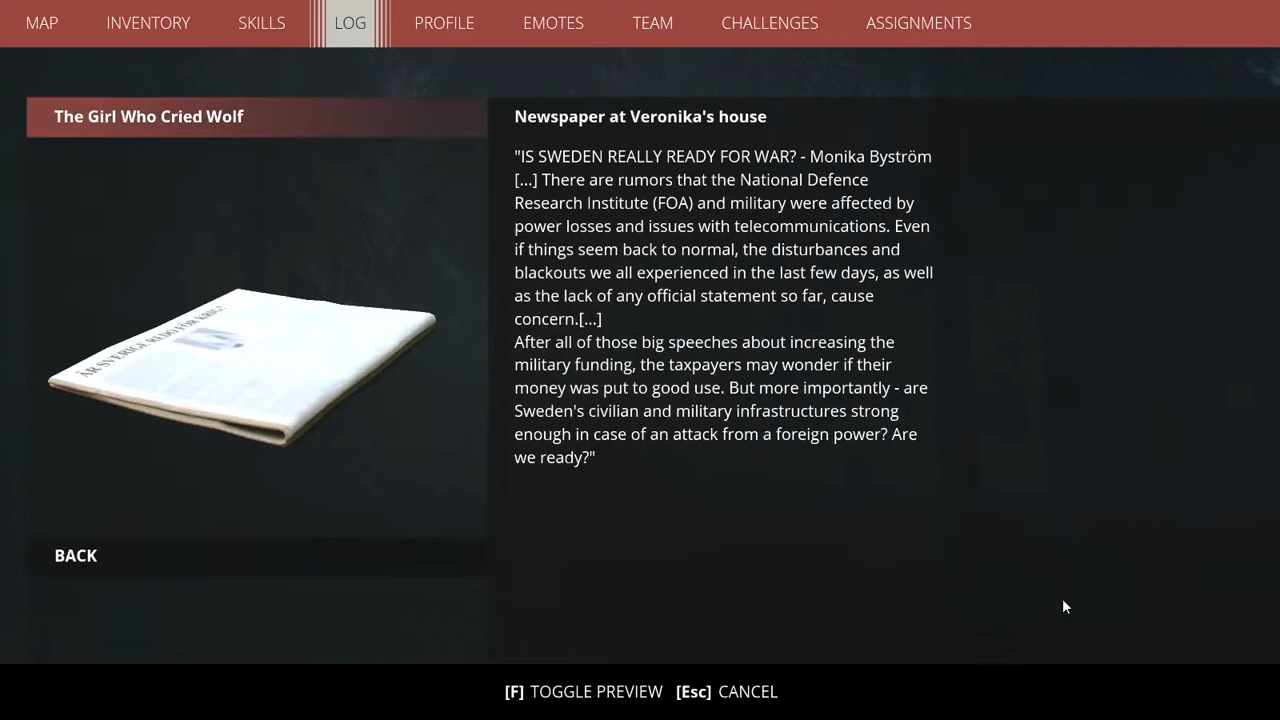 MAP INVENTORY SKILLS LOG PROFILE EMOTES TEAM CHALLENGES ASSIGNMENTS
The Girl Who Cried Wolf
ÄR SVERIGE REDO FÖR KRIG?
BACK
Newspaper at Veronika's house
"IS SWEDEN REALLY READY FOR WAR? - Monika Byström
[...] There are rumors that the National Defence
Research Institute (FOA) and military were affected by
power losses and issues with telecommunications. Even
if things seem back to normal, the disturbances and
blackouts we all experienced in the last few days, as well
as the lack of any official statement so far, cause
concern.[...]
After all of those big speeches about increasing the
military funding, the taxpayers may wonder if their
money was put to good use. But more importantly - are
Sweden's civilian and military infrastructures strong
enough in case of an attack from a foreign power? Are
we ready?"
[F] TOGGLE PREVIEW [Esc] CANCEL